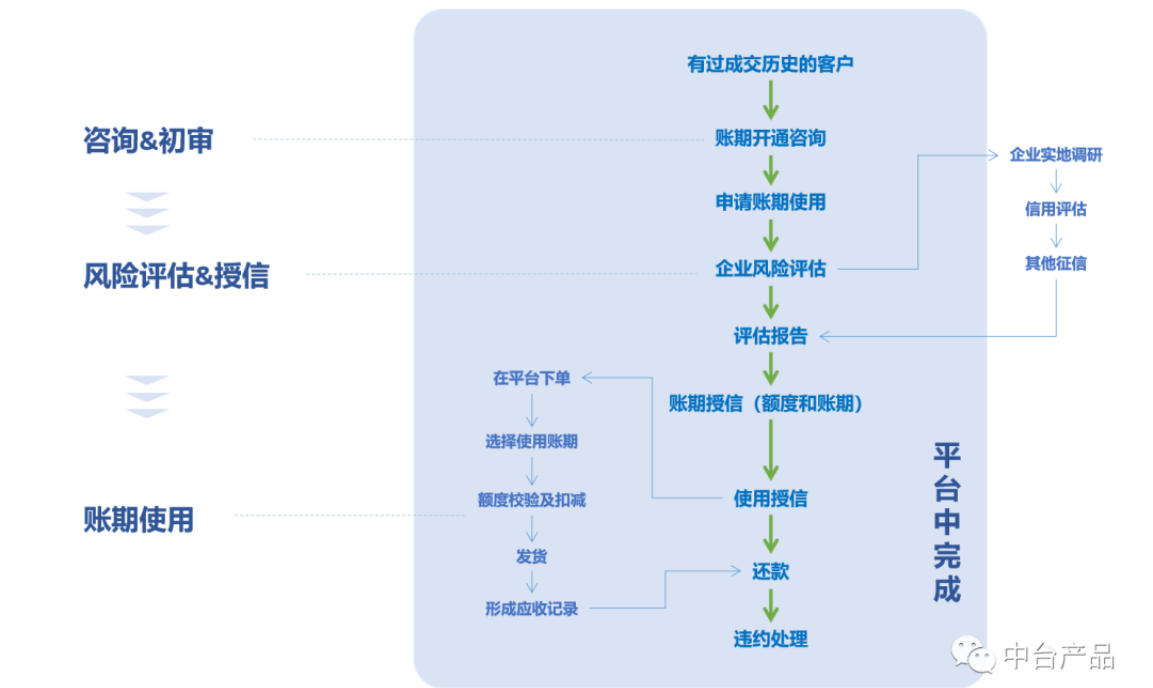 有过成交历史的客户
咨询&初审
账期开通咨询
企业实地调研
申请账期使用
信用评估
风险评估&授信
企业风险评估
其他征信
评估报告
在平台下单
账期授信（额度和账期）
选择使用账期
额度校验及扣减
使用授信
账期使用
发货
还款
形成应收记录
违约处理
平台中完成
中台产品